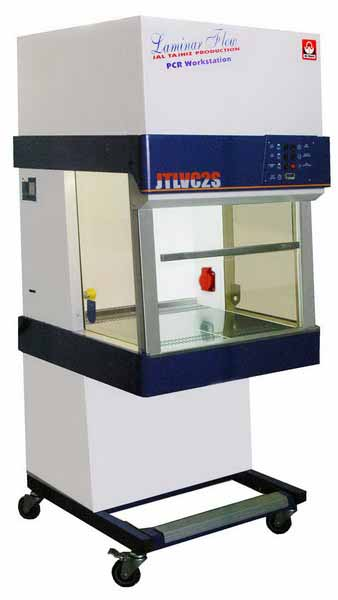 Laminar Flow
JAL TAJHIZ PRODUCTION
PCR Workstation
JTLVC2S